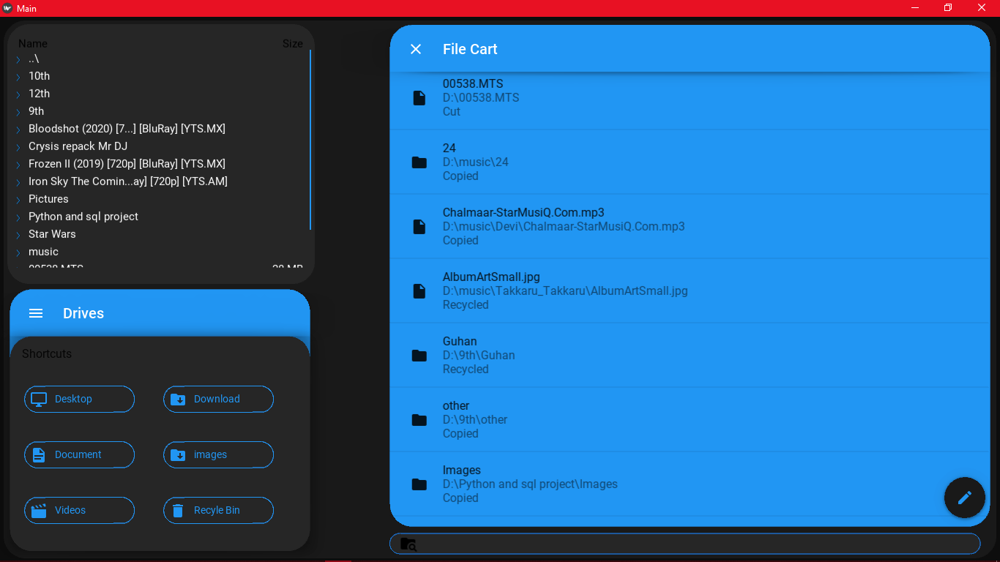 Main
Name Size
..\
10th
12th
9th
Bloodshot (2020) [7...] [BluRay] [YTS.MX]
Crysis repack Mr DJ
Frozen II (2019) [720p] [BluRay] [YTS.MX]
Iron Sky The Comin...ay] [720p] [YTS.AM]
Pictures
Python and sql project
Star Wars
music
00538.MTS 28 MB
Drives
Shortcuts
Desktop Download
Document images
Videos Recyle Bin
File Cart
00538.MTS
D:\00538.MTS
Cut
24
D:\music\24
Copied
Chalmaar-StarMusiQ.Com.mp3
D:\music\Devi\Chalmaar-StarMusiQ.Com.mp3
Copied
AlbumArtSmall.jpg
D:\music\Takkaru_Takkaru\AlbumArtSmall.jpg
Recycled
Guhan
D:\9th\Guhan
Recycled
other
D:\9th\other
Copied
Images
D:\Python and sql project\Images
Copied